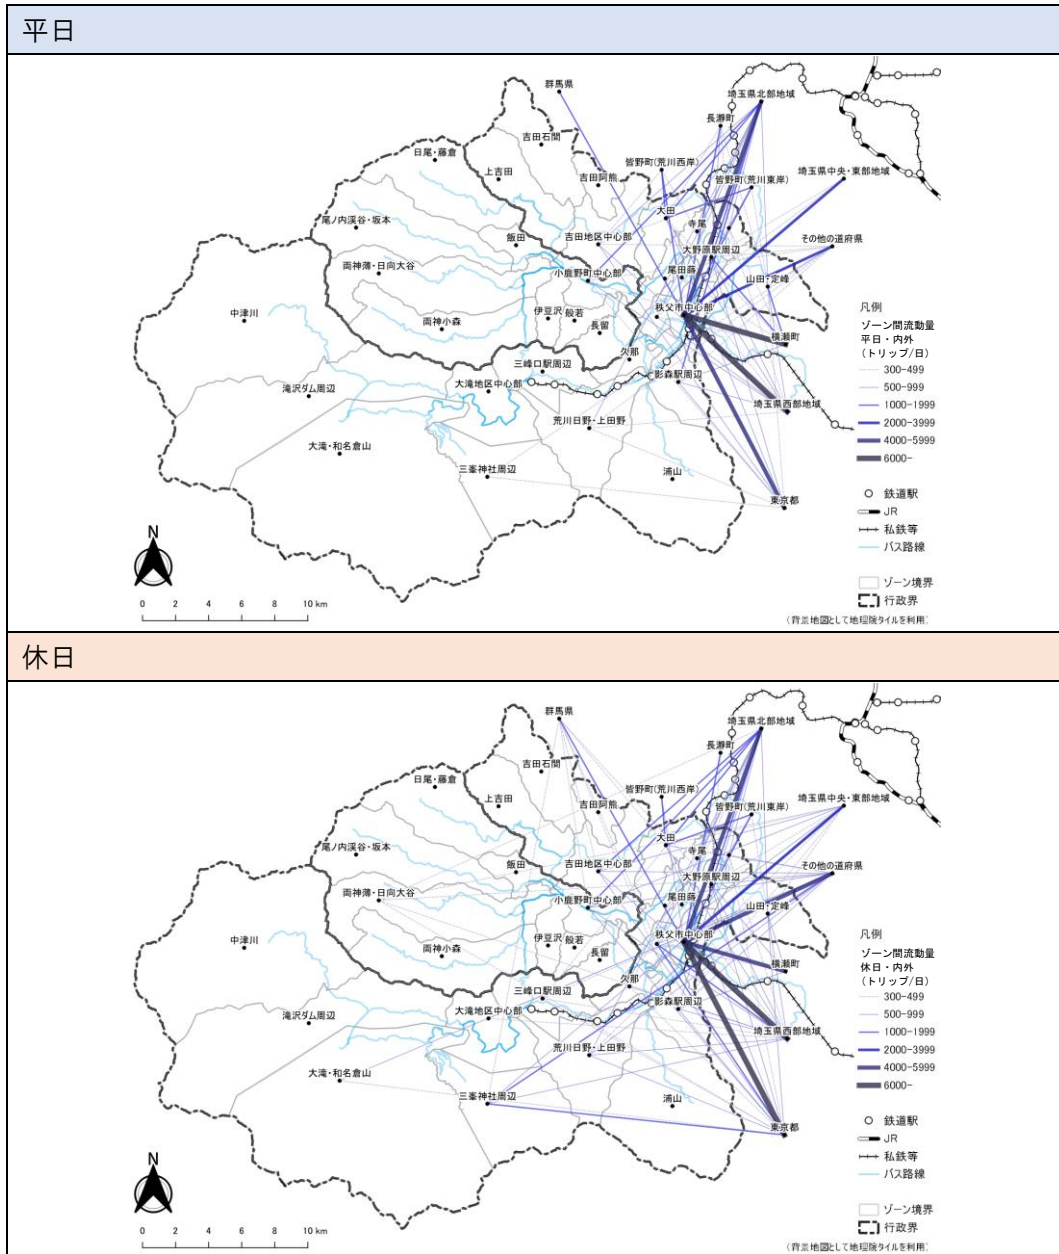 平日
群馬県
埼玉県北部地域
長瀞町
吉田石間
日尾・藤倉
皆野町(荒川西岸)
埼玉県中央・東部地域
上吉田
吉田阿熊
皆野町(荒川東岸)
尾ノ内渓谷・坂本
大田
寺尾
飯田
吉田地区中心部
その他の道府県
大野原駅周辺
両神薄・日向大谷
小鹿野町中心部
尾田蒔
山田・定峰
中津川
両神小森
伊豆沢
般若
長留
秩父市中心部
横瀬町
久那
三峰口駅周辺
影森駅周辺
滝沢ダム周辺
大滝地区中心部
埼玉県西部地域
荒川日野・上田野
大滝・和名倉山
三峯神社周辺
浦山
東京都
凡例
ゾーン間流動量
平日・内外
(トリップ/日)
300-499
500-999
1000-1999
2000-3999
4000-5999
6000-
鉄道駅
JR
私鉄等
バス路線
ゾーン境界
行政界
N
0 2 4 6 8 10 km
(背景地図として地理院タイルを利用)
休日
群馬県
埼玉県北部地域
長瀞町
吉田石間
日尾・藤倉
皆野町(荒川西岸)
埼玉県中央・東部地域
上吉田
吉田阿熊
皆野町(荒川東岸)
尾ノ内渓谷・坂本
大田
寺尾
飯田
吉田地区中心部
その他の道府県
大野原駅周辺
両神薄・日向大谷
小鹿野町中心部
尾田蒔
山田・定峰
中津川
両神小森
伊豆沢
般若
長留
秩父市中心部
横瀬町
久那
三峰口駅周辺
影森駅周辺
滝沢ダム周辺
大滝地区中心部
埼玉県西部地域
荒川日野・上田野
大滝・和名倉山
三峯神社周辺
浦山
東京都
凡例
ゾーン間流動量
休日・内外
(トリップ/日)
300-499
500-999
1000-1999
2000-3999
4000-5999
6000-
鉄道駅
JR
私鉄等
バス路線
ゾーン境界
行政界
N
0 2 4 6 8 10 km
(背景地図として地理院タイルを利用)